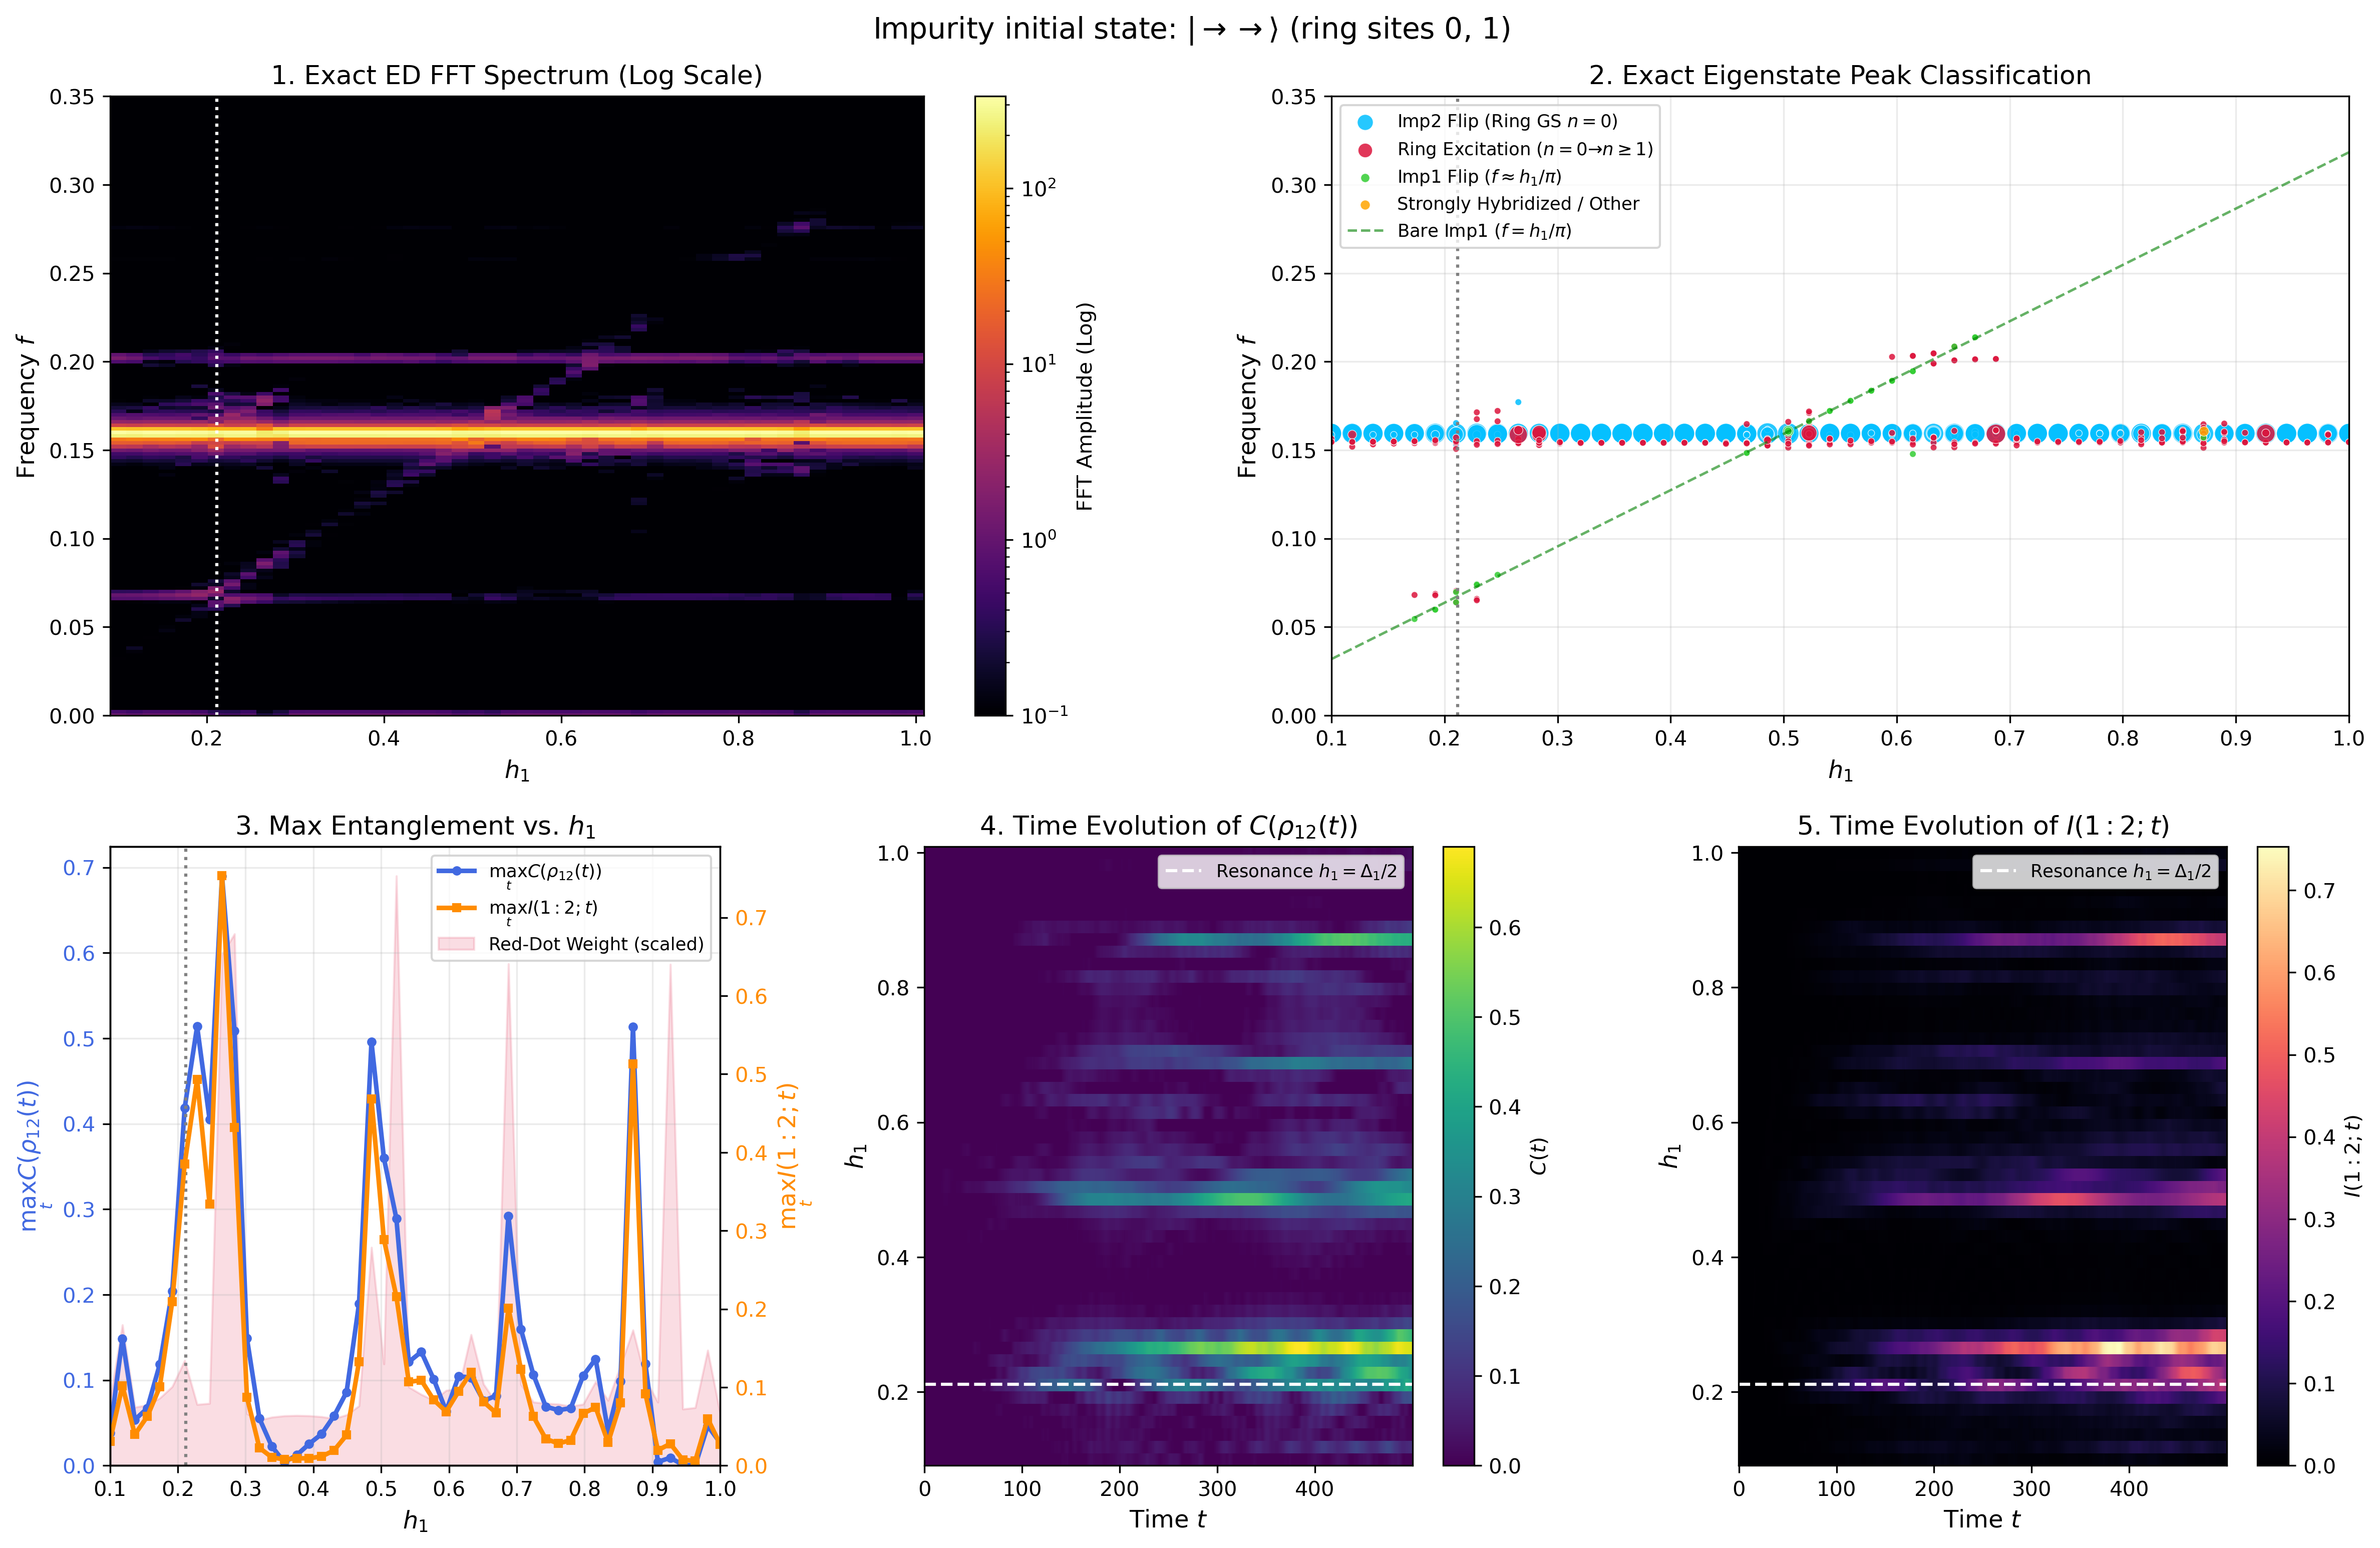 Impurity initial state: |→→⟩ (ring sites 0, 1)
1. Exact ED FFT Spectrum (Log Scale)
0.35
0.30
0.25
0.20
0.15
0.10
0.05
0.00
Frequency f
0.2 0.4 0.6 0.8 1.0
h₁
10²
10¹
10⁰
10⁻¹
FFT Amplitude (Log)
2. Exact Eigenstate Peak Classification
Imp2 Flip (Ring GS n = 0)
Ring Excitation (n = 0→n ≥ 1)
Imp1 Flip (f ≈ h₁/π)
Strongly Hybridized / Other
Bare Imp1 (f = h₁/π)
0.35
0.30
0.25
0.20
0.15
0.10
0.05
0.00
Frequency f
0.1 0.2 0.3 0.4 0.5 0.6 0.7 0.8 0.9 1.0
h₁
3. Max Entanglement vs. h₁
max C(ρ₁₂(t))
t
max I(1 : 2; t)
t
Red-Dot Weight (scaled)
0.7
0.6
0.5
0.4
0.3
0.2
0.1
0.0
max C(ρ₁₂(t))
t
0.1 0.2 0.3 0.4 0.5 0.6 0.7 0.8 0.9 1.0
h₁
0.7
0.6
0.5
0.4
0.3
0.2
0.1
0.0
max I(1 : 2; t)
t
4. Time Evolution of C(ρ₁₂(t))
Resonance h₁ = Δ₁/2
1.0
0.8
0.6
0.4
0.2
h₁
0 100 200 300 400
Time t
0.6
0.5
0.4
0.3
0.2
0.1
0.0
C(t)
5. Time Evolution of I(1 : 2; t)
Resonance h₁ = Δ₁/2
1.0
0.8
0.6
0.4
0.2
h₁
0 100 200 300 400
Time t
0.7
0.6
0.5
0.4
0.3
0.2
0.1
0.0
I(1 : 2; t)